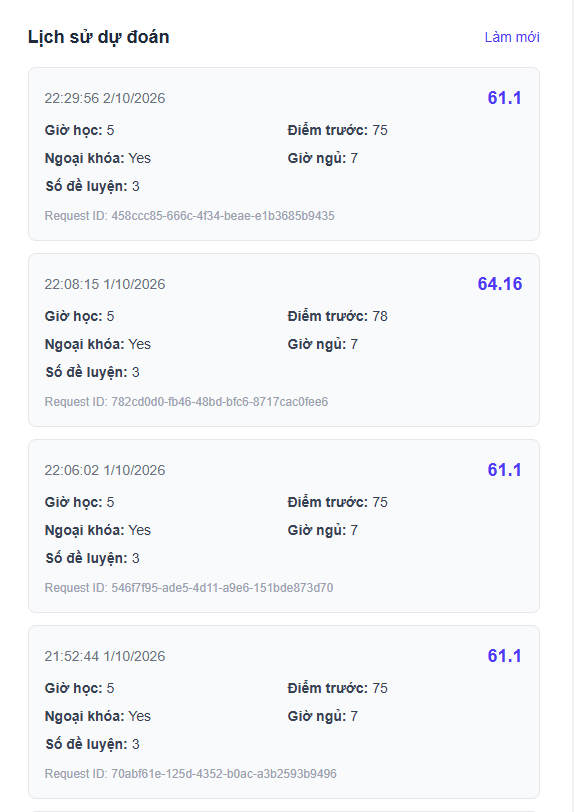 Lịch sử dự đoán Làm mới
22:29:56 2/10/2026 61.1
Giờ học: 5 Điểm trước: 75
Ngoại khóa: Yes Giờ ngủ: 7
Số đề luyện: 3
Request ID: 458ccc85-666c-4f34-beae-e1b3685b9435
22:08:15 1/10/2026 64.16
Giờ học: 5 Điểm trước: 78
Ngoại khóa: Yes Giờ ngủ: 7
Số đề luyện: 3
Request ID: 782cd0d0-fb46-48bd-bfc6-8717cac0fee6
22:06:02 1/10/2026 61.1
Giờ học: 5 Điểm trước: 75
Ngoại khóa: Yes Giờ ngủ: 7
Số đề luyện: 3
Request ID: 546f7f95-ade5-4d11-a9e6-151bde873d70
21:52:44 1/10/2026 61.1
Giờ học: 5 Điểm trước: 75
Ngoại khóa: Yes Giờ ngủ: 7
Số đề luyện: 3
Request ID: 70abf61e-125d-4352-b0ac-a3b2593b9496